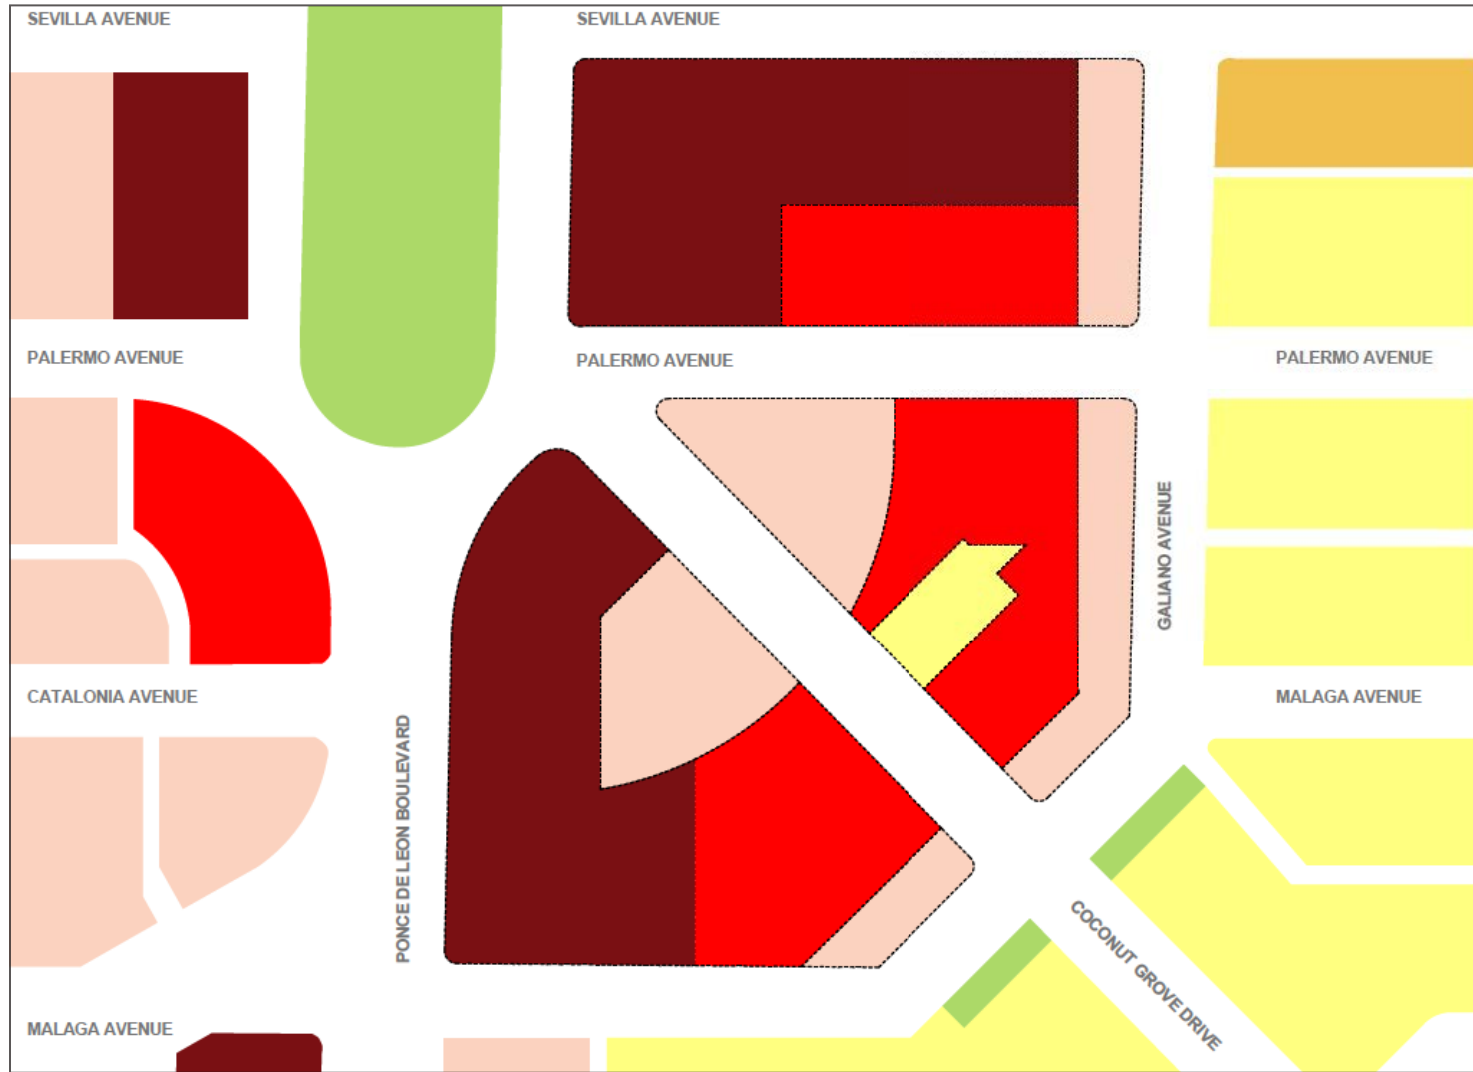 SEVILLA AVENUE
SEVILLA AVENUE
PALERMO AVENUE
PALERMO AVENUE
PALERMO AVENUE
GALIANO AVENUE
CATALONIA AVENUE
MALAGA AVENUE
PONCE DE LEON BOULEVARD
COCONUT GROVE DRIVE
MALAGA AVENUE